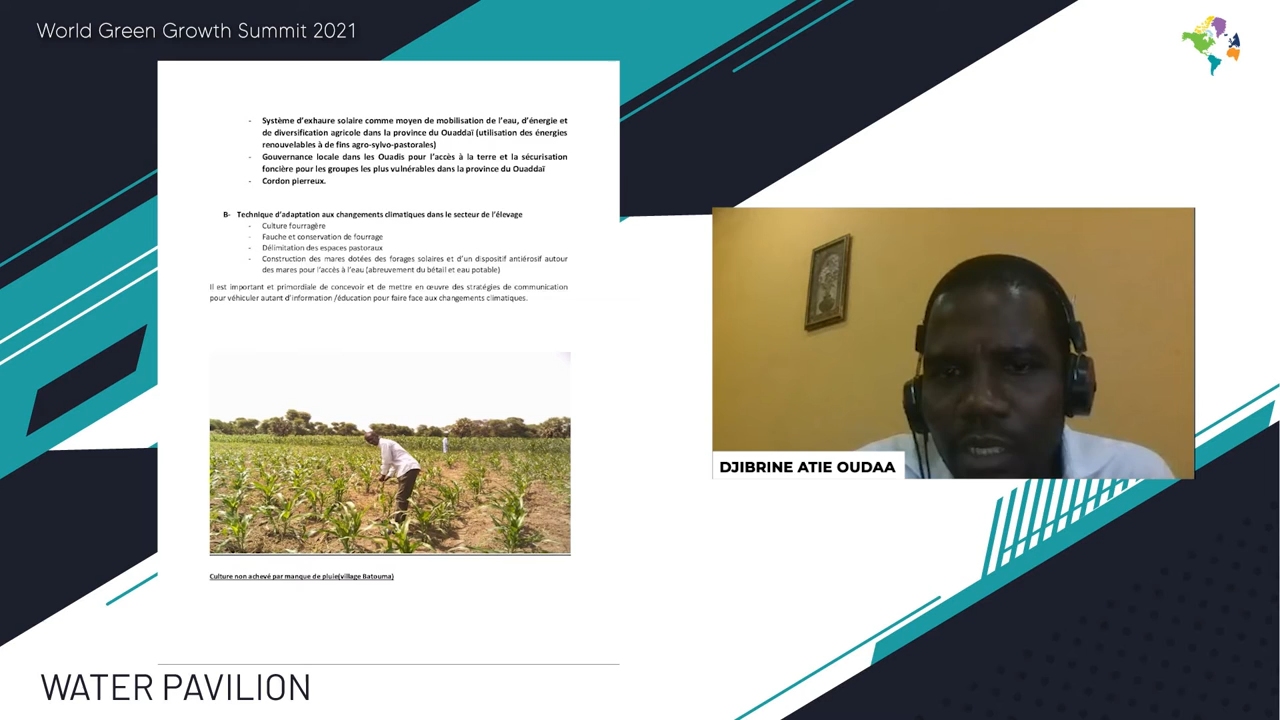 World Green Growth Summit 2021
- Système d'exhaure solaire comme moyen de mobilisation de l'eau, d'énergie et
de diversification agricole dans la province du Ouaddaï (utilisation des énergies
renouvelables à de fins agro-sylvo-pastorales)
- Gouvernance locale dans les Ouadis pour l'accès à la terre et la sécurisation
foncière pour les groupes les plus vulnérables dans la province du Ouaddaï
- Cordon pierreux.
B- Technique d'adaptation aux changements climatiques dans le secteur de l'élevage
- Culture fourragère
- Fauche et conservation de fourrage
- Délimitation des espaces pastoraux
- Construction des mares dotées des forages solaires et d'un dispositif antiérosif autour
des mares pour l'accès à l'eau (abreuvement du bétail et eau potable)
Il est important et primordiale de concevoir et de mettre en œuvre des stratégies de communication
pour véhiculer autant d'information /éducation pour faire face aux changements climatiques.
Culture non achevé par manque de pluie(village Batouma)
DJIBRINE ATIE OUDAA
WATER PAVILION